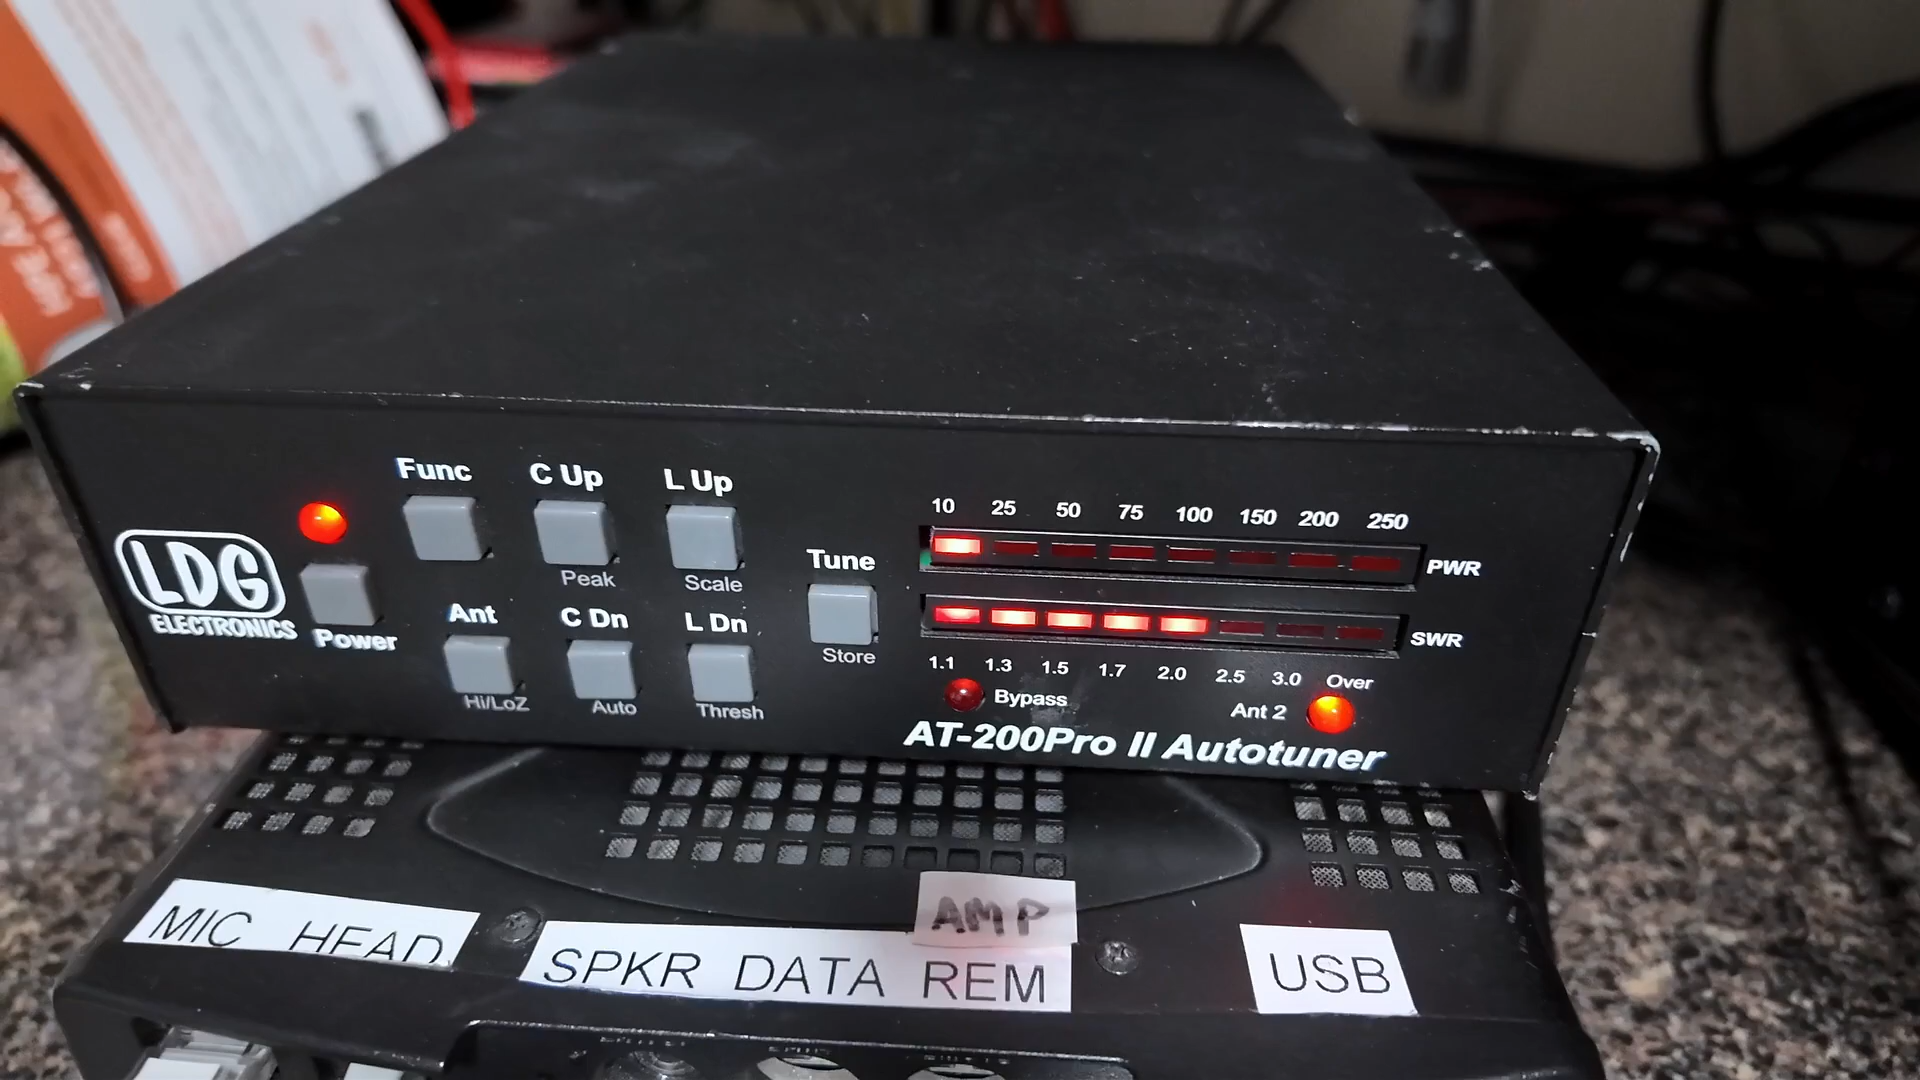 Func C Up L Up
Peak Scale
LDG
ELECTRONICS
Power
Ant C Dn L Dn
Hi/LoZ Auto Thresh
Tune
Store
10 25 50 75 100 150 200 250
PWR
SWR
1.1 1.3 1.5 1.7 2.0 2.5 3.0 Over
Bypass Ant 2
AT-200Pro II Autotuner
AMP
MIC HEAD
SPKR DATA REM
USB